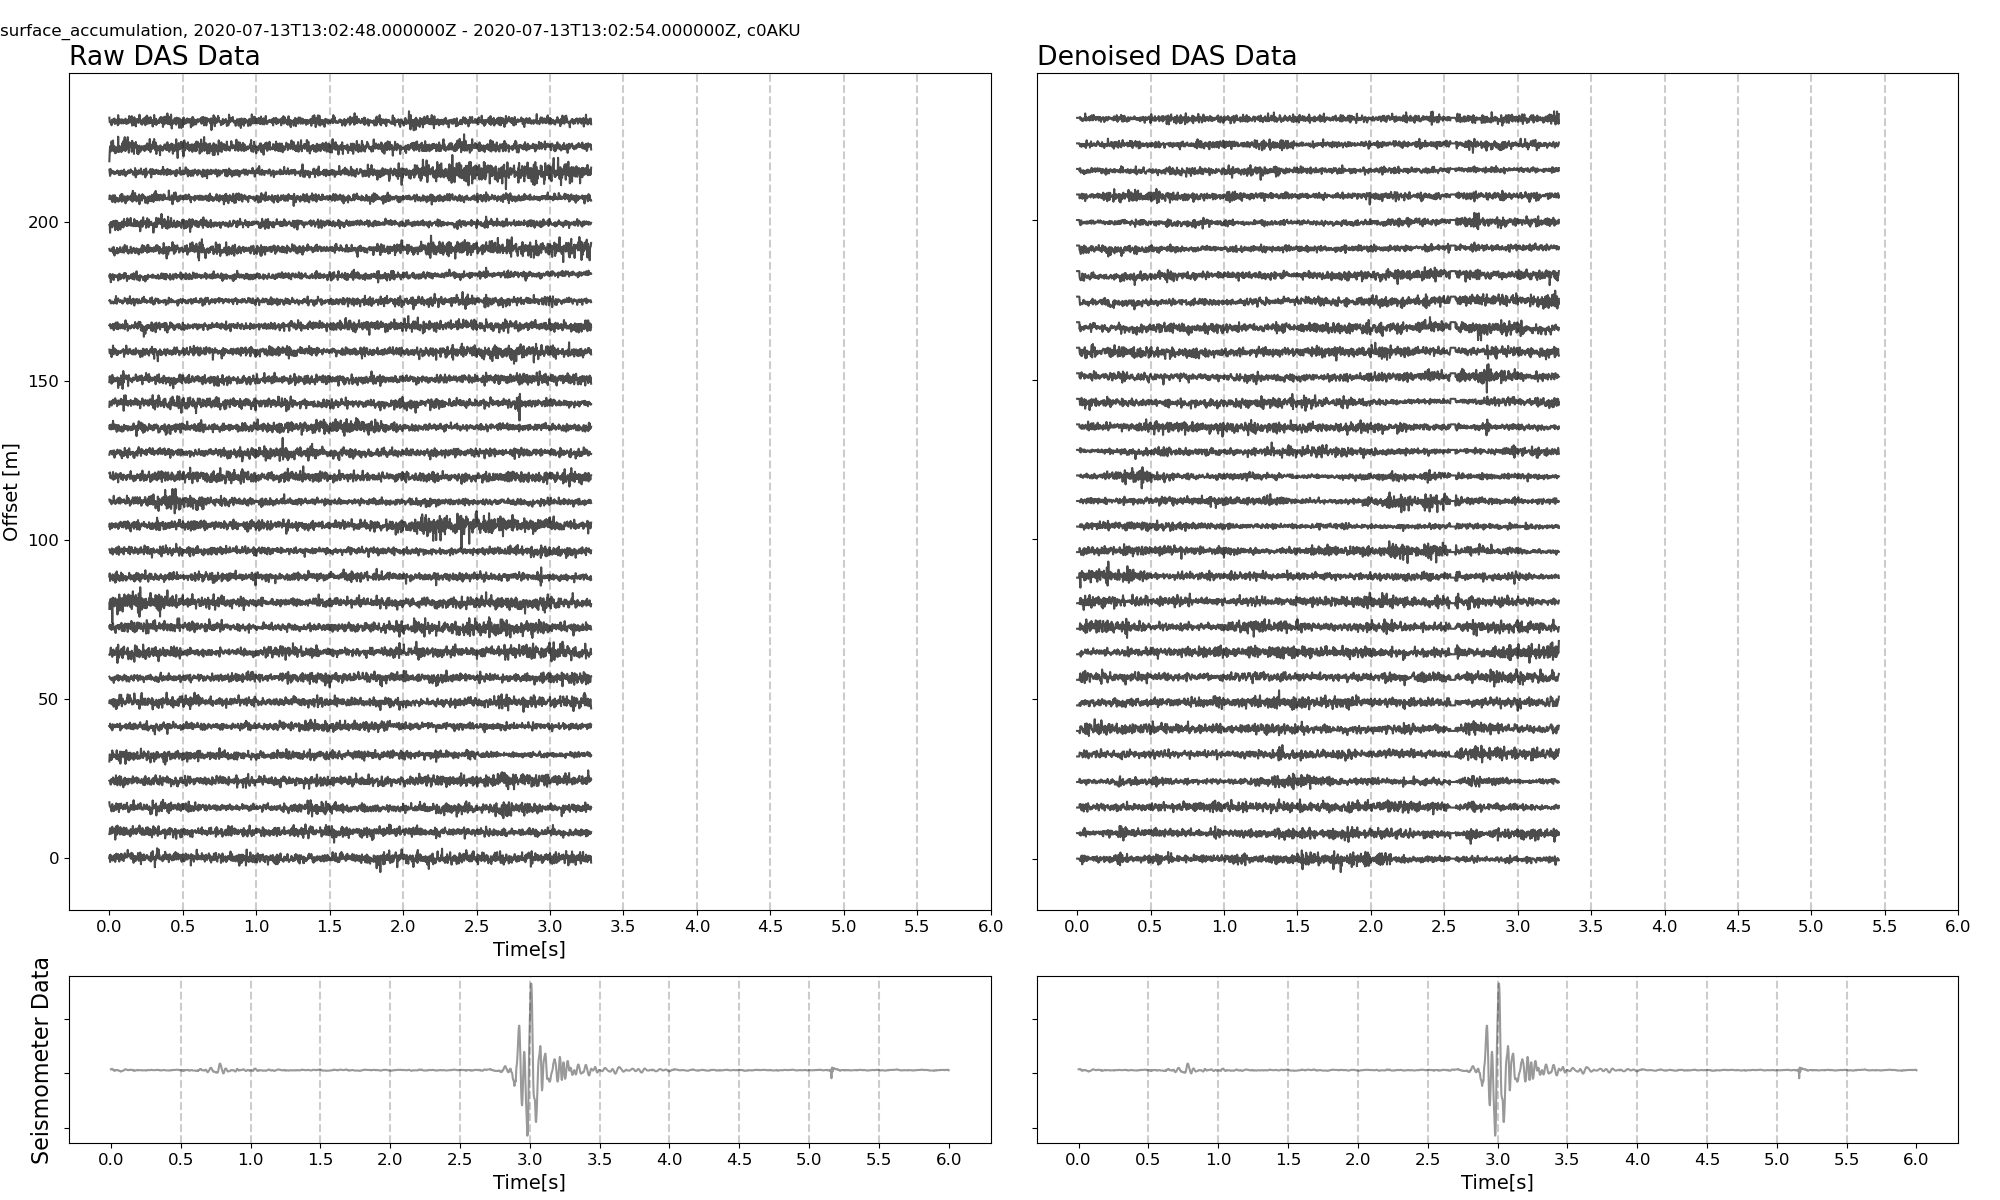 surface_accumulation, 2020-07-13T13:02:48.000000Z - 2020-07-13T13:02:54.000000Z, c0AKU
Raw DAS Data
Denoised DAS Data
Offset [m]
200
150
100
50
0
0.0 0.5 1.0 1.5 2.0 2.5 3.0 3.5 4.0 4.5 5.0 5.5 6.0
Time[s]
0.0 0.5 1.0 1.5 2.0 2.5 3.0 3.5 4.0 4.5 5.0 5.5 6.0
Seismometer Data
0.0 0.5 1.0 1.5 2.0 2.5 3.0 3.5 4.0 4.5 5.0 5.5 6.0
Time[s]
0.0 0.5 1.0 1.5 2.0 2.5 3.0 3.5 4.0 4.5 5.0 5.5 6.0
Time[s]